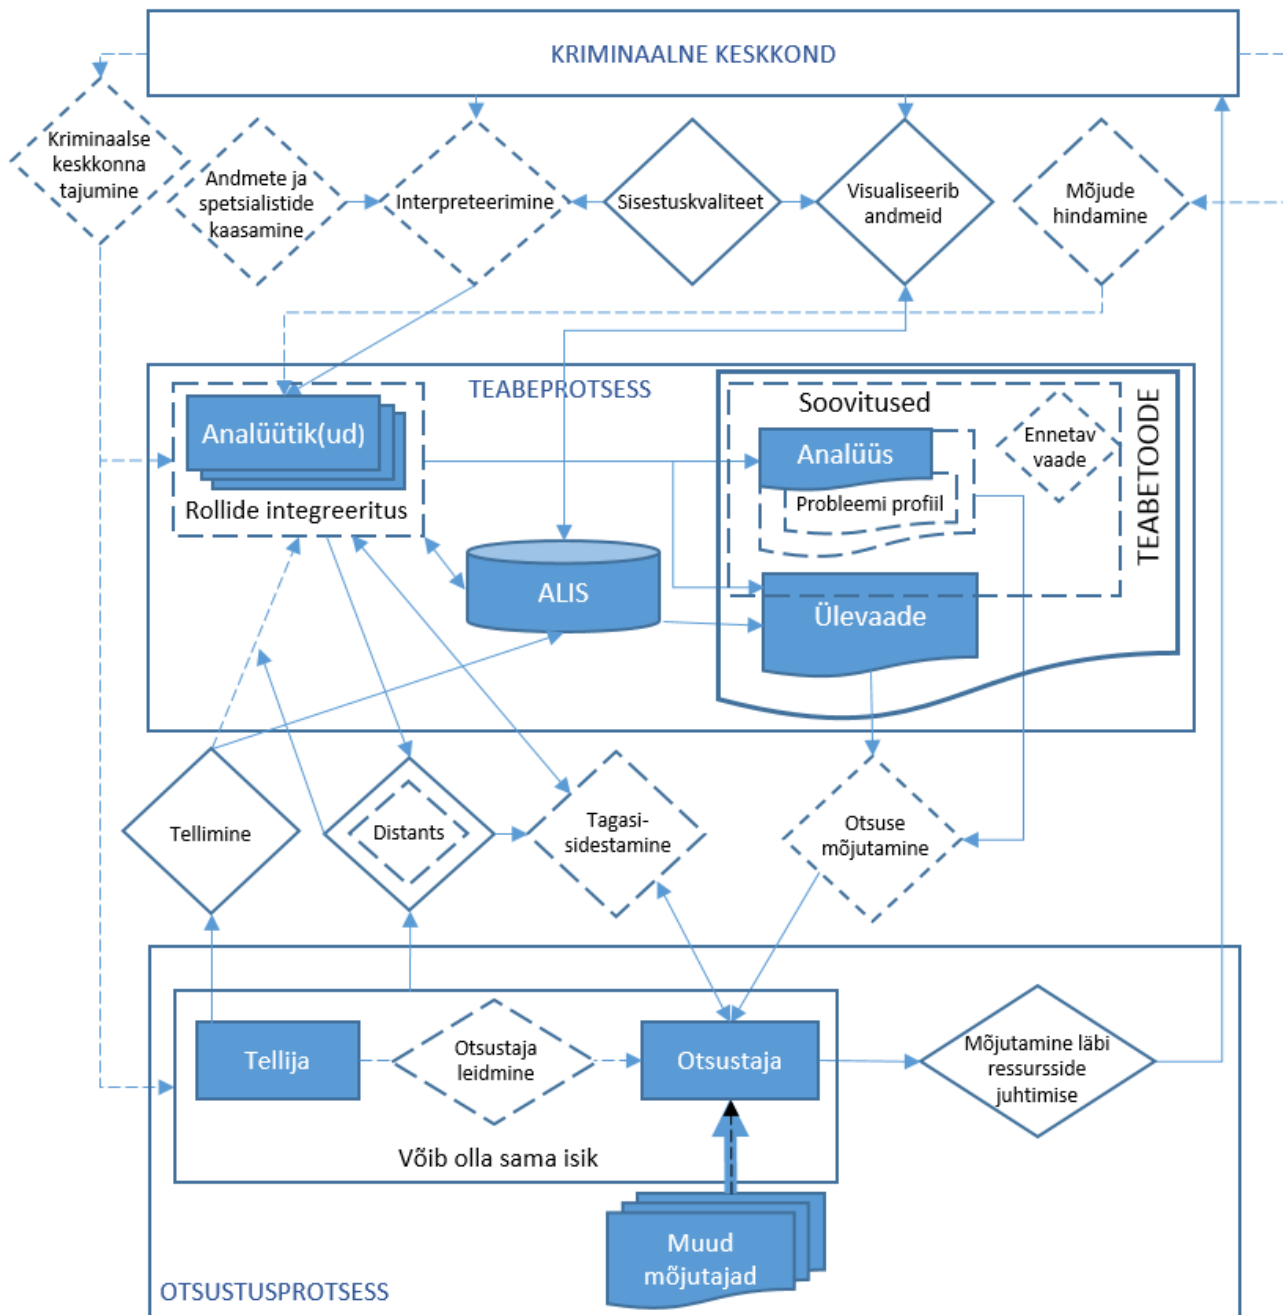 KRIMINAALNE KESKKOND
Kriminaalse
keskkonna
tajumine
Andmete ja
spetsialistide
kaasamine
Interpreteerimine
Sisestuskvaliteet
Visualiseerib
andmeid
Mõjude
hindamine
TEABEPROTSESS
Analüütik(ud)
Rollide integreeritus
ALIS
Soovitused
Analüüs
Probleemi profiil
Ennetav
vaade
TEABETOODE
Ülevaade
Tellimine
Distants
Tagasi-
sidestamine
Otsuse
mõjutamine
Tellija
Otsustaja
leidmine
Otsustaja
Mõjutamine läbi
ressursside
juhtimise
Võib olla sama isik
Muud
mõjutajad
OTSUSTUSPROTSESS